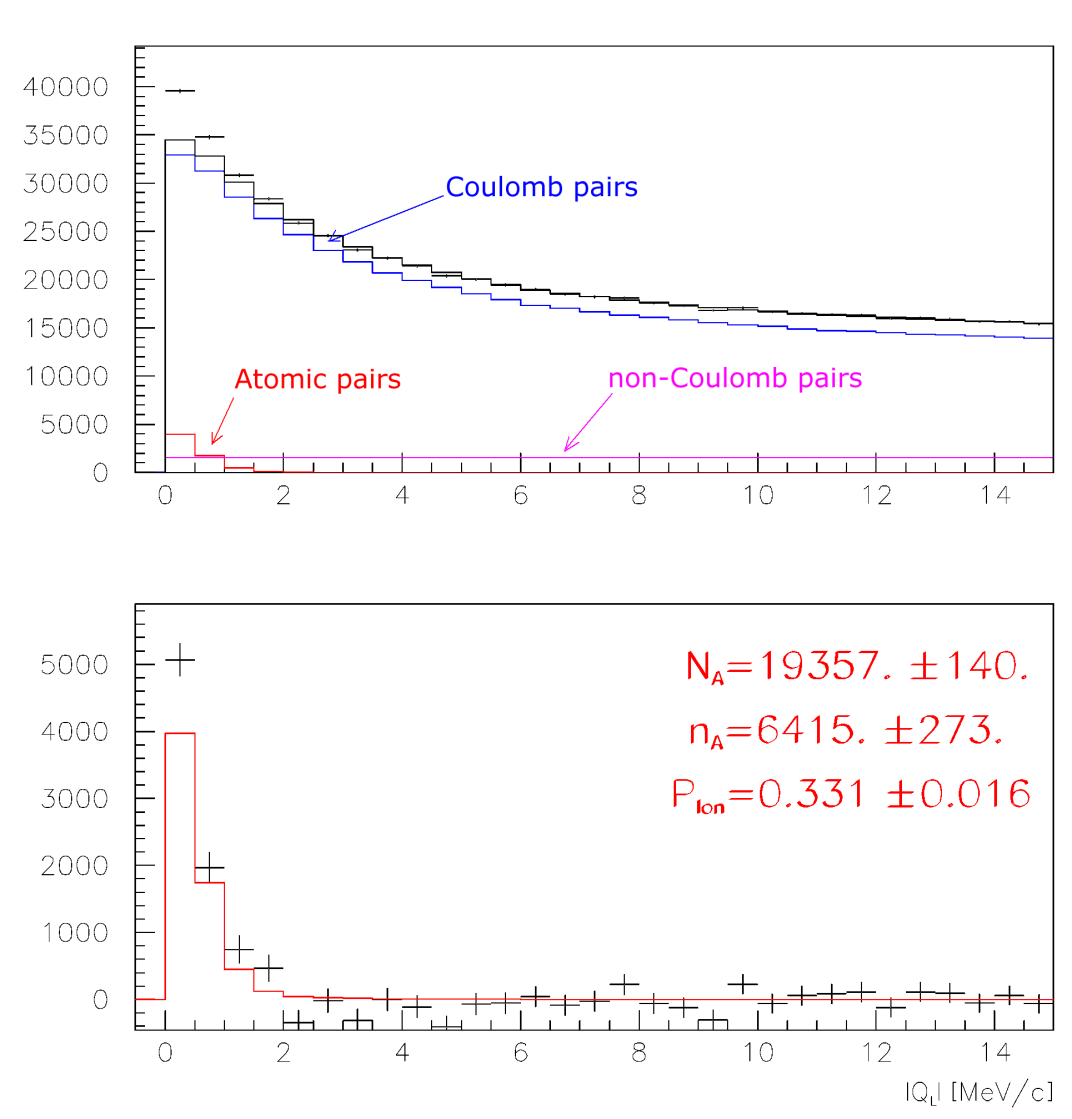 40000
35000
30000
25000
20000
15000
10000
5000
0
Coulomb pairs
Atomic pairs
non-Coulomb pairs
0 2 4 6 8 10 12 14
5000
4000
3000
2000
1000
0
N_A=19357. ±140.
n_A=6415. ±273.
P_Ion=0.331 ±0.016
0 2 4 6 8 10 12 14
|Q_L| [MeV/c]